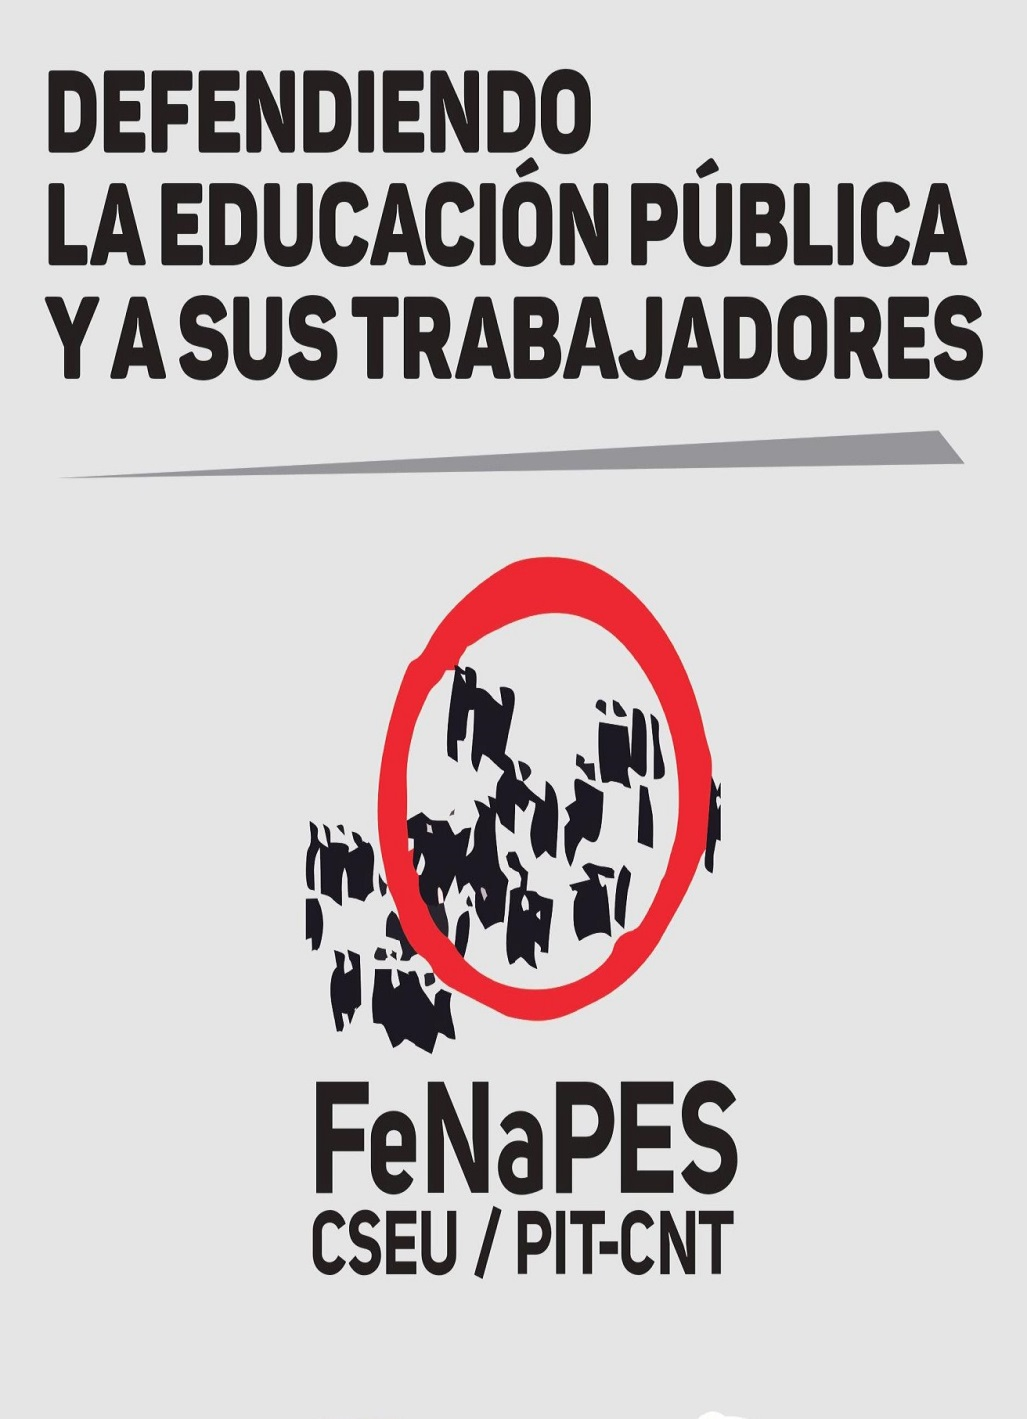 DEFENDIENDO
LA EDUCACIÓN PÚBLICA
Y A SUS TRABAJADORES
FeNaPES
CSEU / PIT-CNT